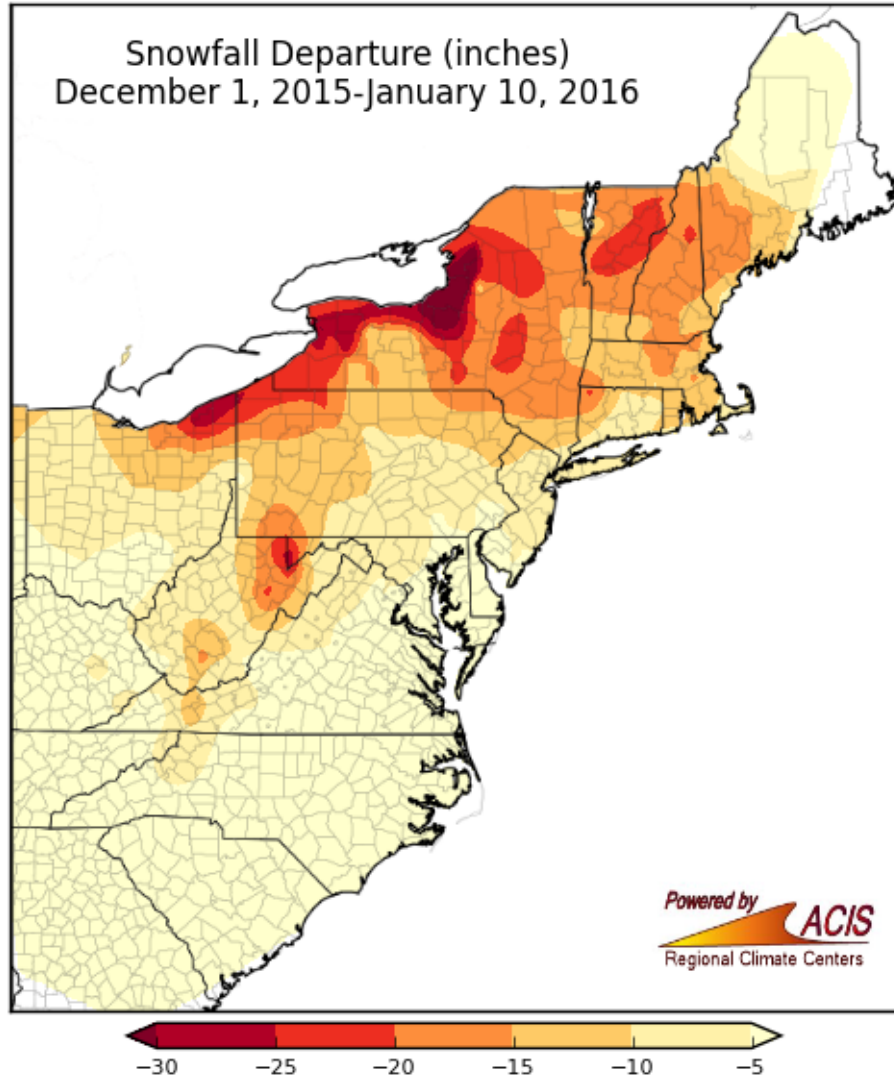 Snowfall Departure (inches)
December 1, 2015-January 10, 2016
Powered by
ACIS
Regional Climate Centers
−30 −25 −20 −15 −10 −5